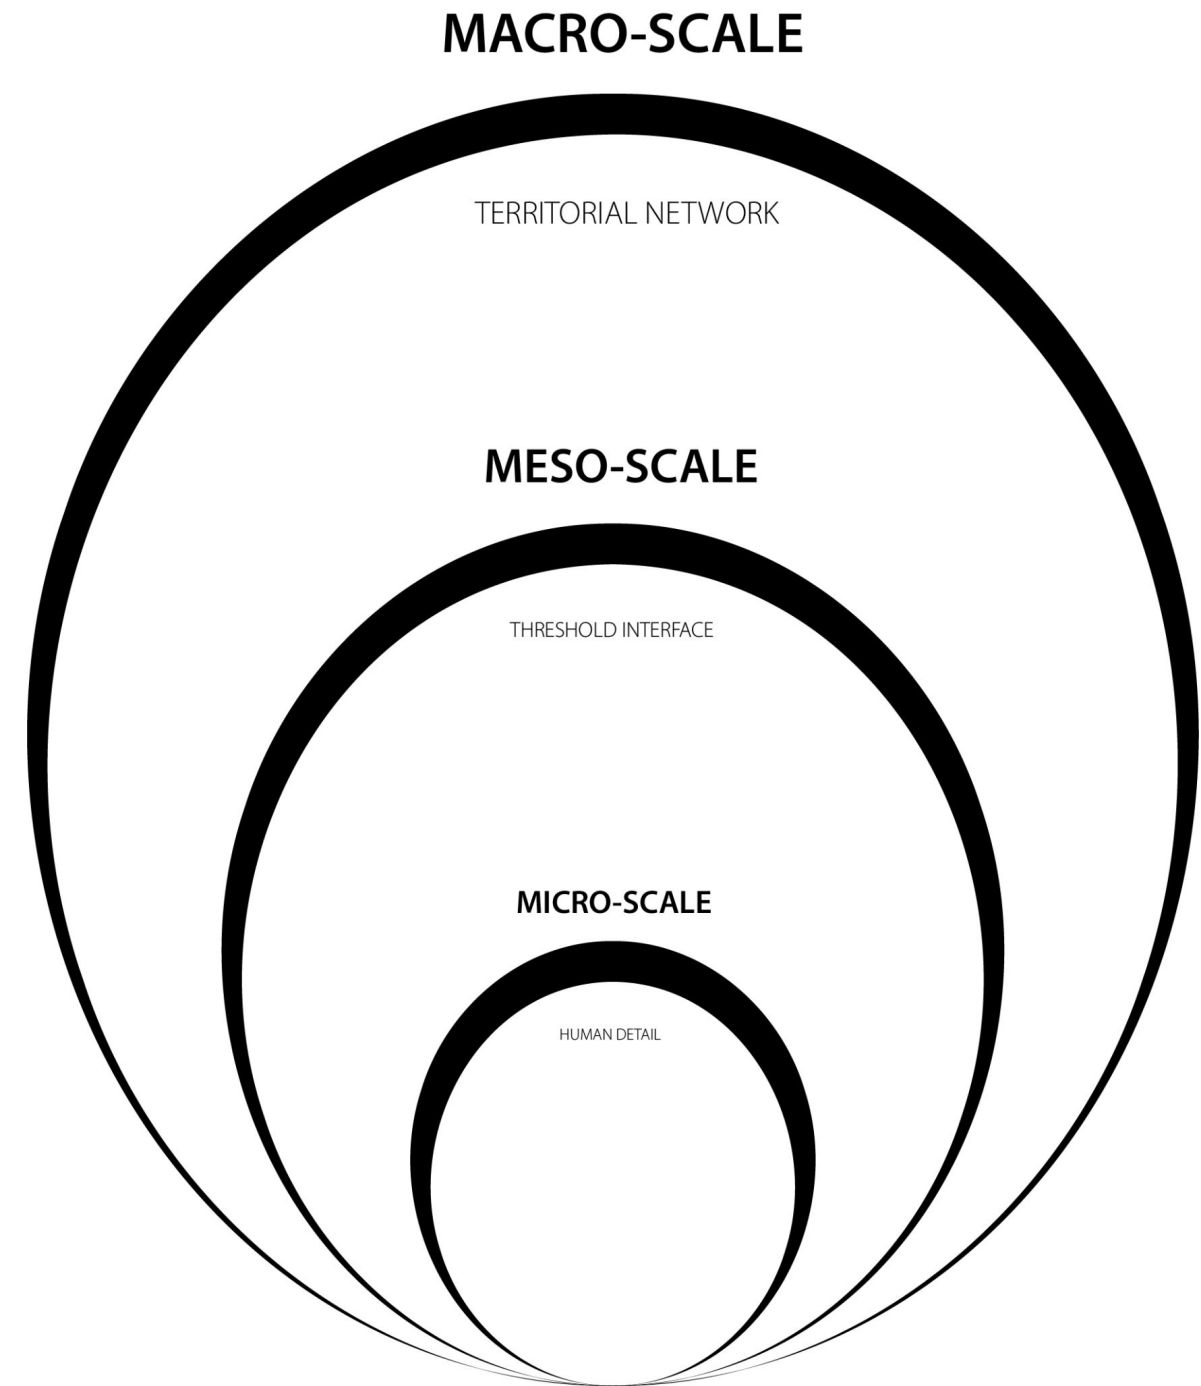 MACRO-SCALE
TERRITORIAL NETWORK
MESO-SCALE
THRESHOLD INTERFACE
MICRO-SCALE
HUMAN DETAIL